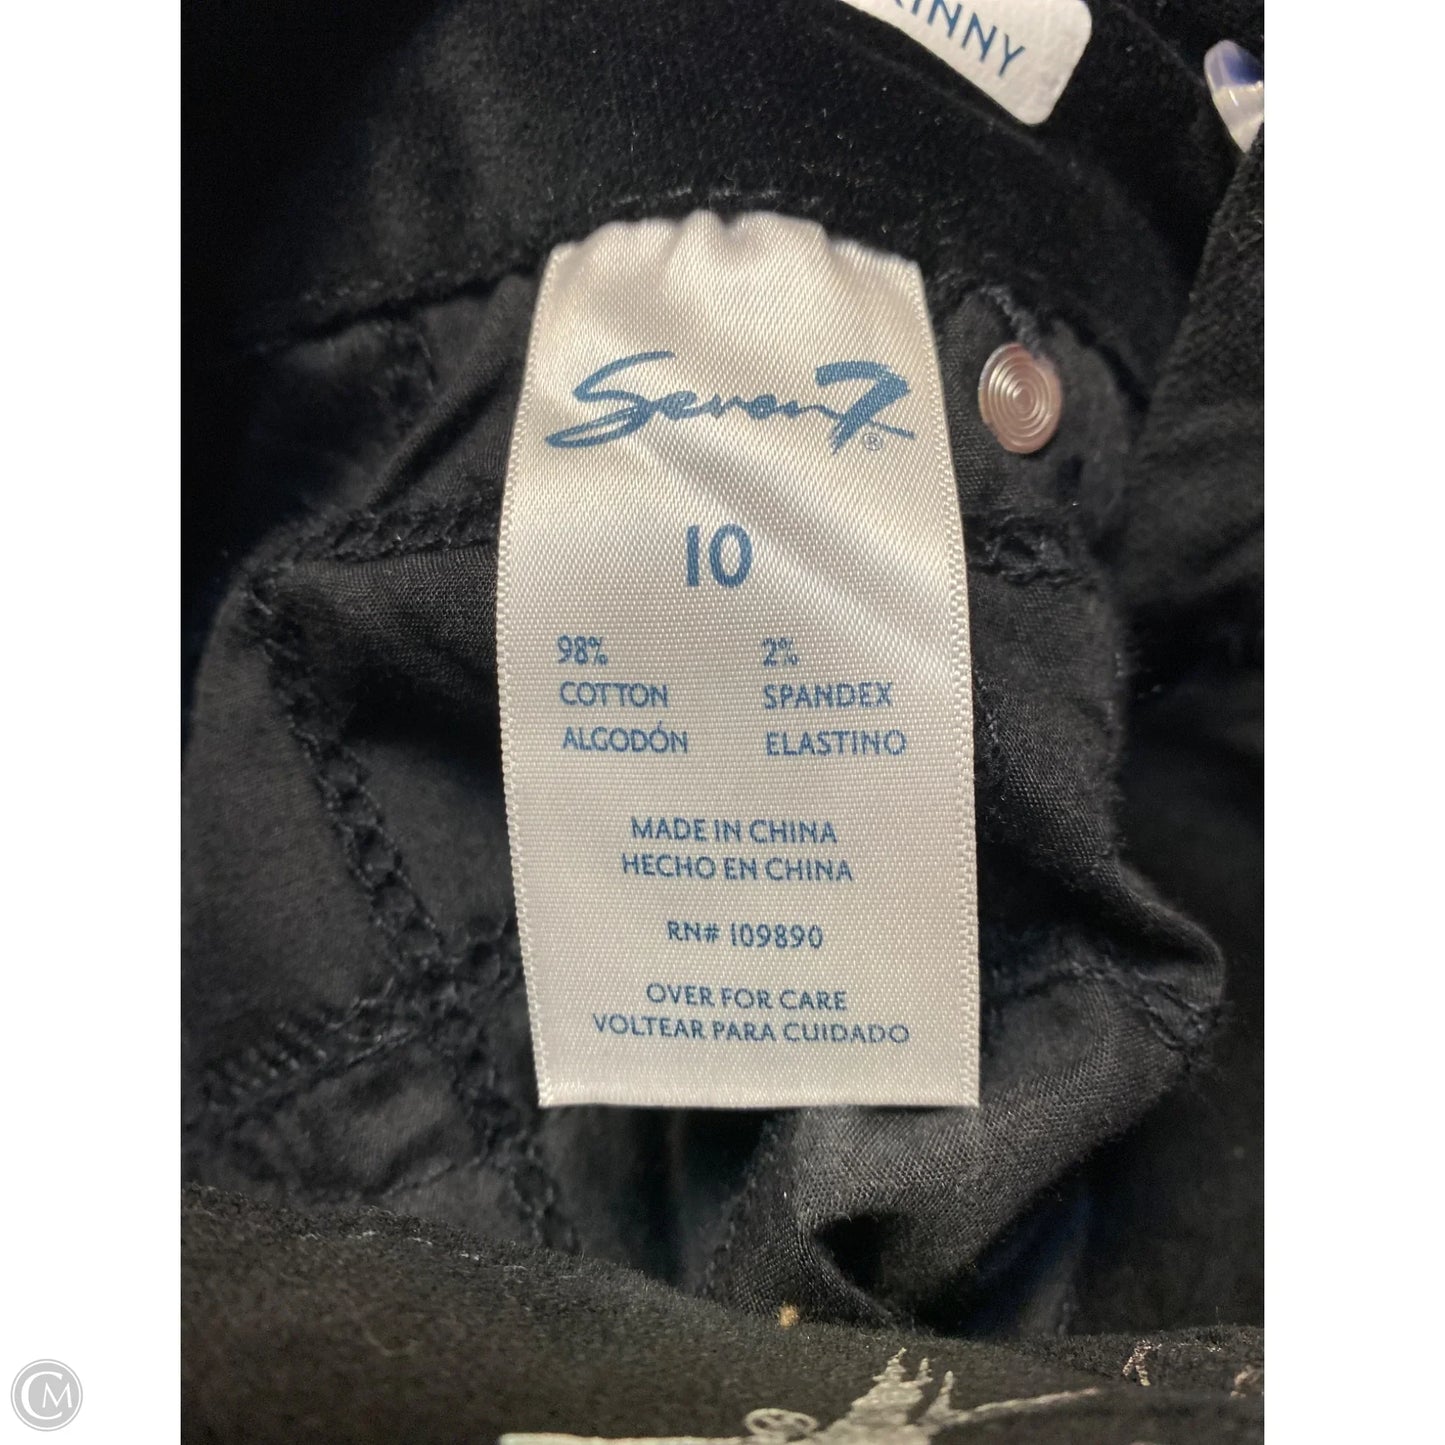 Seven7®
10
98% 2%
COTTON SPANDEX
ALGODÓN ELASTINO
MADE IN CHINA
HECHO EN CHINA
RN# 109890
OVER FOR CARE
VOLTEAR PARA CUIDADO
CM